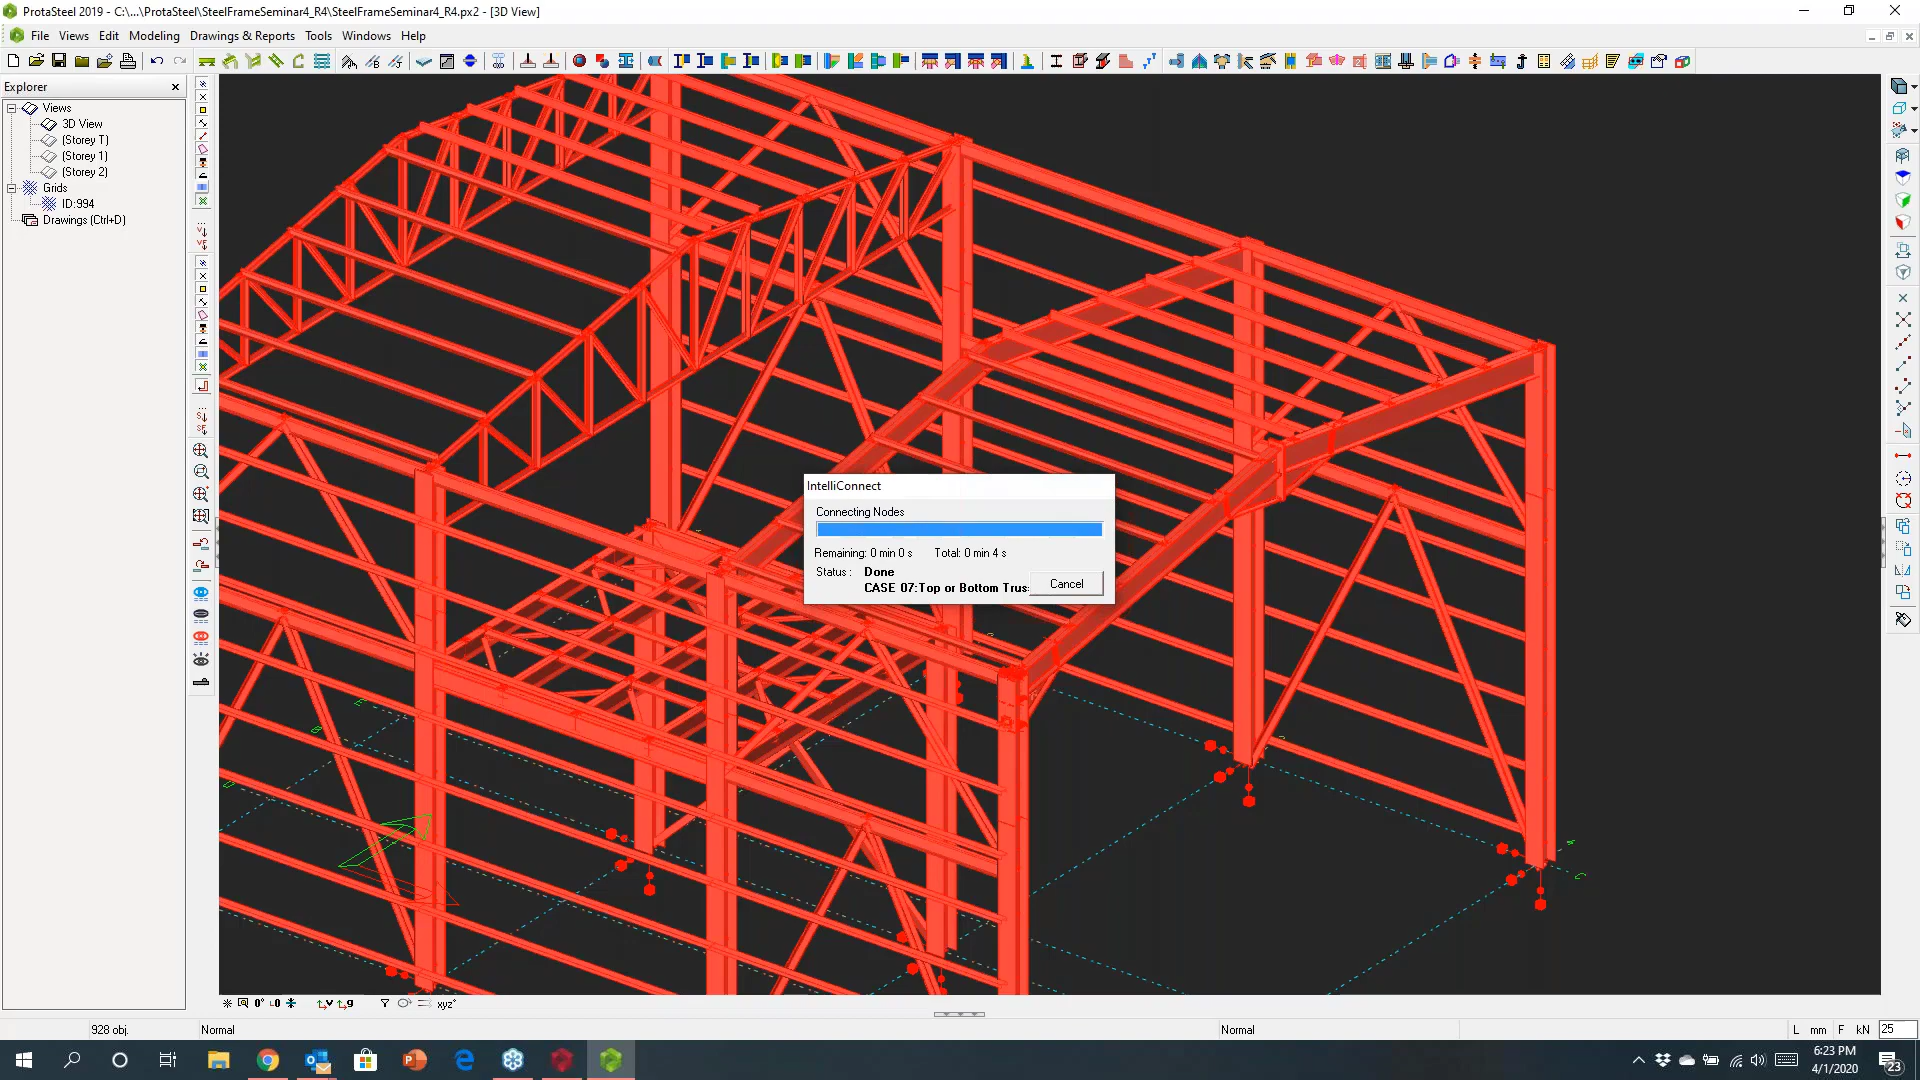 ProtaSteel 2019 - C:\...\ProtaSteel\SteelFrameSeminar4_R4\SteelFrameSeminar4_R4.px2 - [3D View]
File Views Edit Modeling Drawings & Reports Tools Windows Help
Explorer
Views
3D View
(Storey T)
(Storey 1)
(Storey 2)
Grids
ID:994
Drawings (Ctrl+D)
IntelliConnect
Connecting Nodes
Remaining: 0 min 0 s Total: 0 min 4 s
Status : Done
CASE 07:Top or Bottom Trus
Cancel
xyz
928 obj. Normal Normal L mm F kN 25
6:23 PM
4/1/2020
23